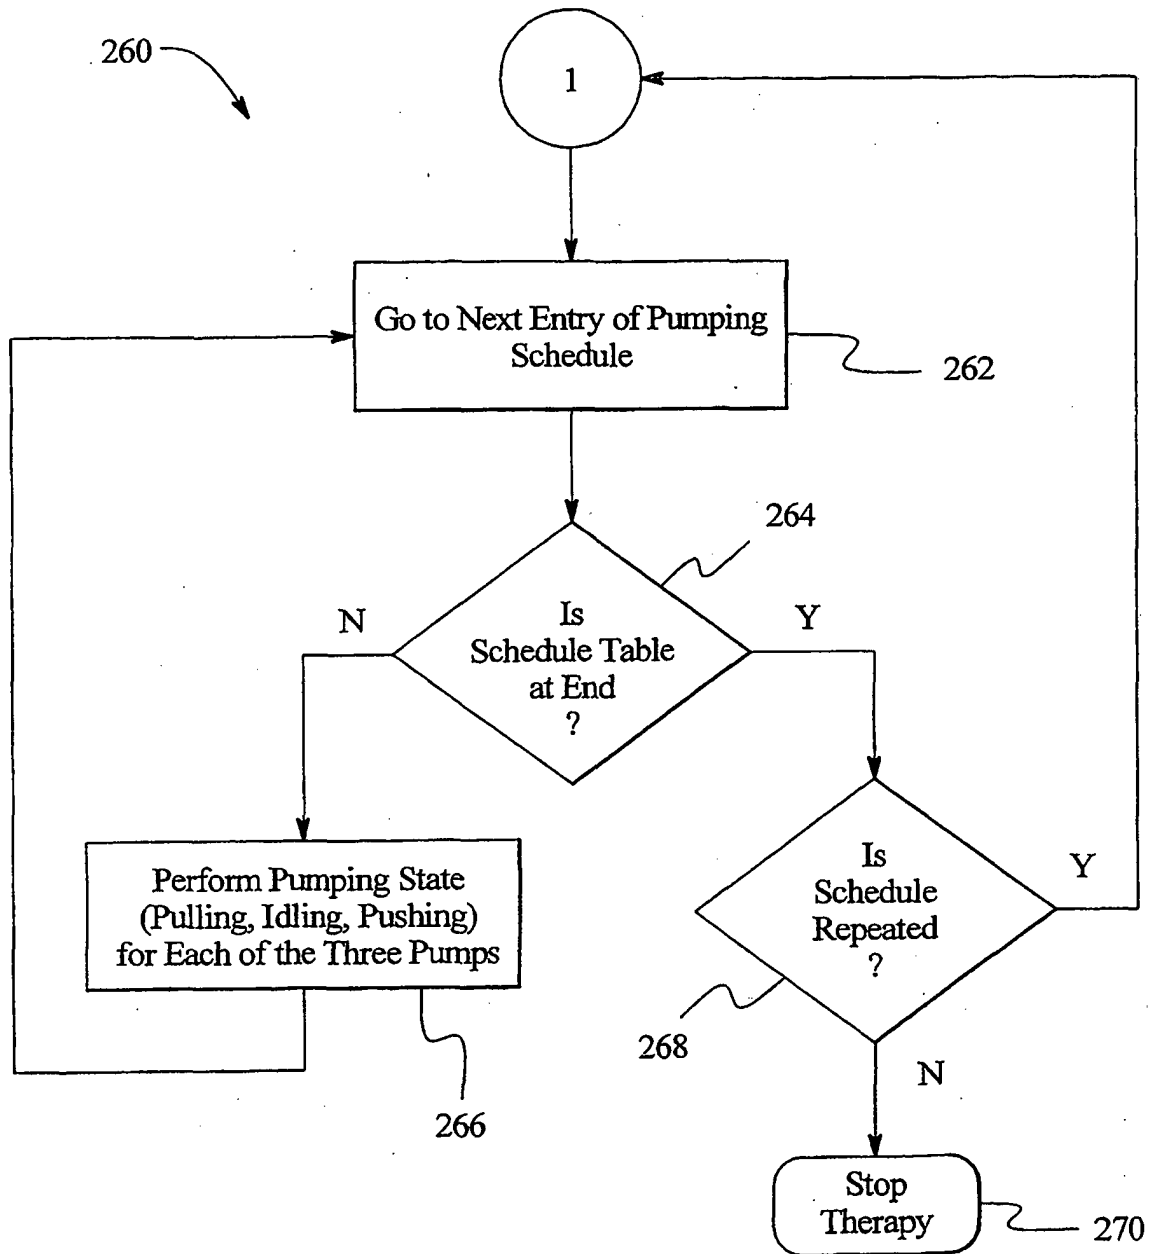 260
1
Go to Next Entry of Pumping
Schedule
262
264
N
Is
Schedule Table
at End
?
Y
Perform Pumping State
(Pulling, Idling, Pushing)
for Each of the Three Pumps
266
Is
Schedule
Repeated
?
Y
268
N
Stop
Therapy
270